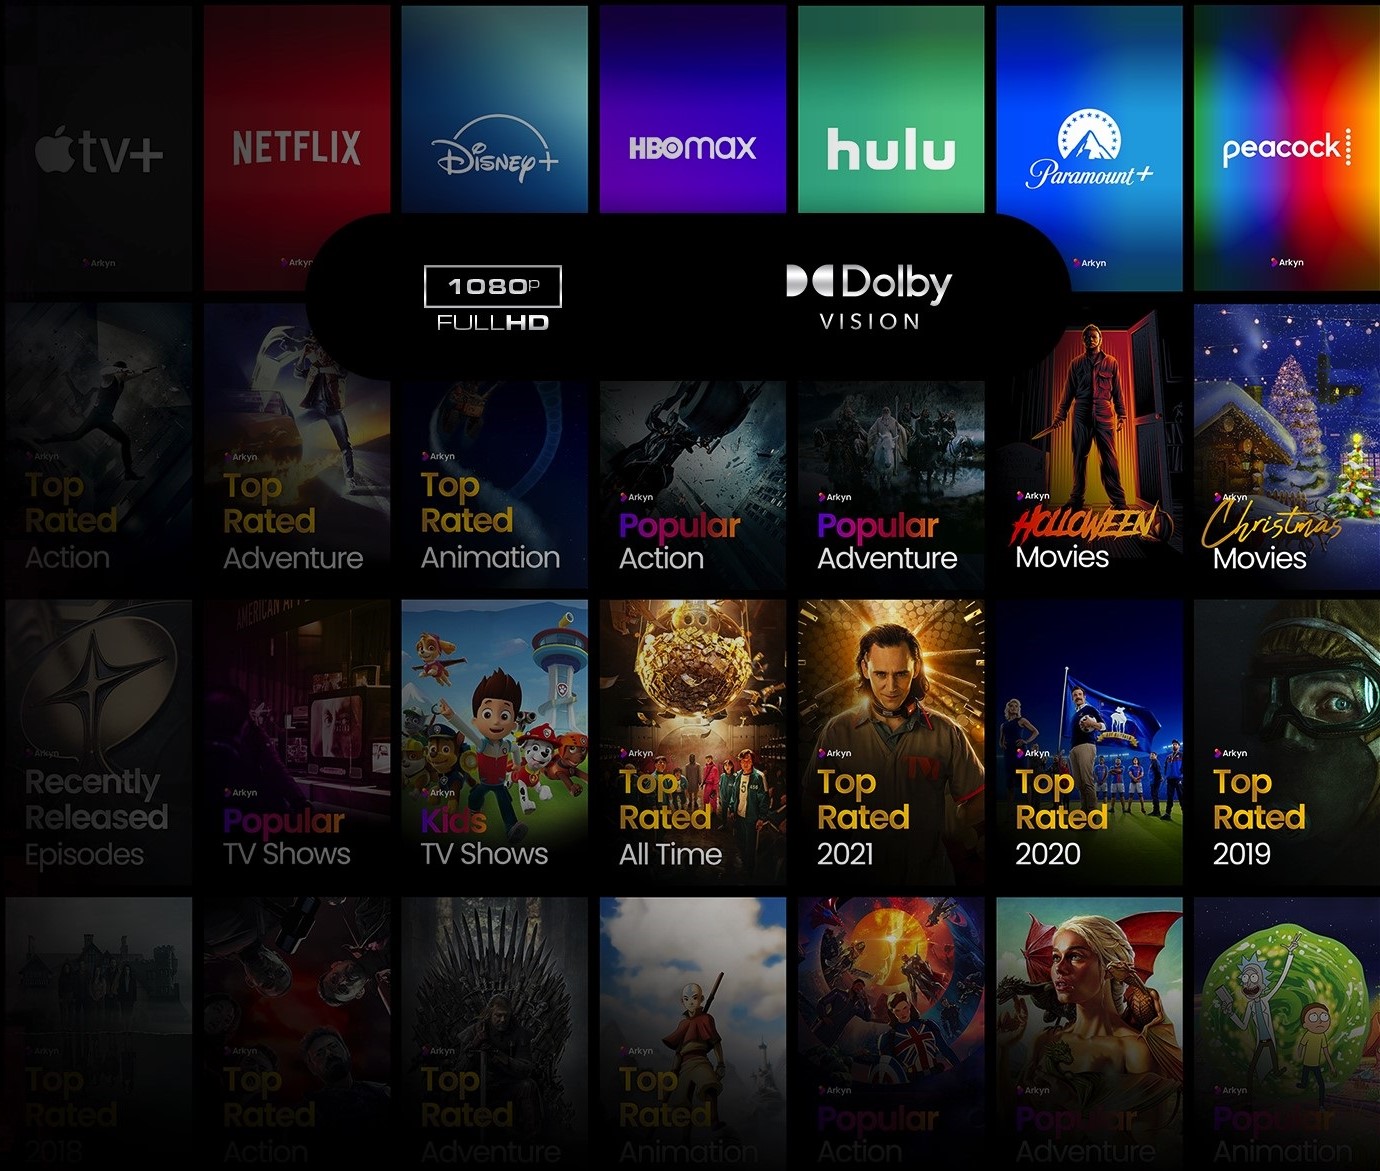 tv+
NETFLIX
Disney+
HBOmax
hulu
Paramount+
peacock
Arkyn
Arkyn
Arkyn
Arkyn
1080P
FULLHD
Dolby
VISION
Arkyn
Top
Rated
Action
Arkyn
Top
Rated
Adventure
Arkyn
Top
Rated
Animation
Arkyn
Popular
Action
Arkyn
Popular
Adventure
Arkyn
HOLLOWEEN
Movies
Arkyn
Christmas
Movies
Arkyn
Recently
Released
Episodes
AMERICAN
Arkyn
Popular
TV Shows
Arkyn
Kids
TV Shows
Arkyn
Top
Rated
All Time
Arkyn
Top
Rated
2021
Arkyn
Top
Rated
2020
Arkyn
Top
Rated
2019
Arkyn
Top
Rated
2018
Arkyn
Top
Rated
Action
Arkyn
Top
Rated
Adventure
Arkyn
Top
Rated
Animation
Arkyn
Popular
Action
Arkyn
Popular
Adventure
Arkyn
Popular
Animation